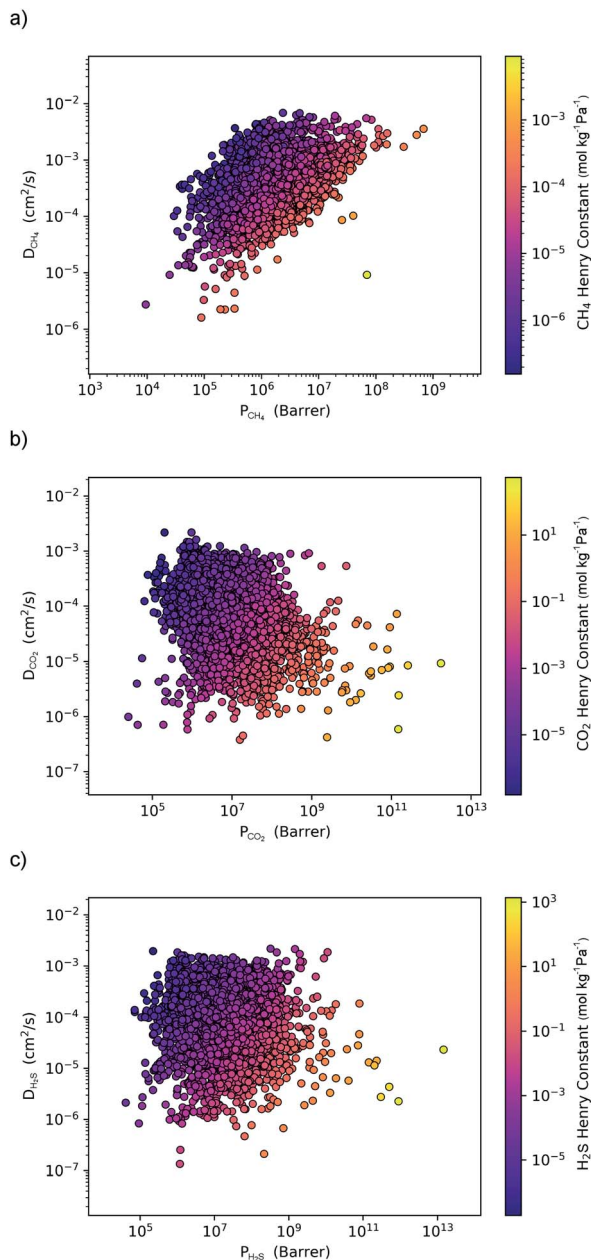 a)
10⁻²
10⁻³
10⁻⁴
10⁻⁵
10⁻⁶
D_CH₄ (cm²/s)
10³ 10⁴ 10⁵ 10⁶ 10⁷ 10⁸ 10⁹
P_CH₄ (Barrer)
10⁻³
10⁻⁴
10⁻⁵
10⁻⁶
CH₄ Henry Constant (mol kg⁻¹Pa⁻¹)
b)
10⁻²
10⁻³
10⁻⁴
10⁻⁵
10⁻⁶
10⁻⁷
D_CO₂ (cm²/s)
10⁵ 10⁷ 10⁹ 10¹¹ 10¹³
P_CO₂ (Barrer)
10¹
10⁻¹
10⁻³
10⁻⁵
CO₂ Henry Constant (mol kg⁻¹Pa⁻¹)
c)
10⁻²
10⁻³
10⁻⁴
10⁻⁵
10⁻⁶
10⁻⁷
D_H₂S (cm²/s)
10⁵ 10⁷ 10⁹ 10¹¹ 10¹³
P_H₂S (Barrer)
10³
10¹
10⁻¹
10⁻³
10⁻⁵
H₂S Henry Constant (mol kg⁻¹Pa⁻¹)